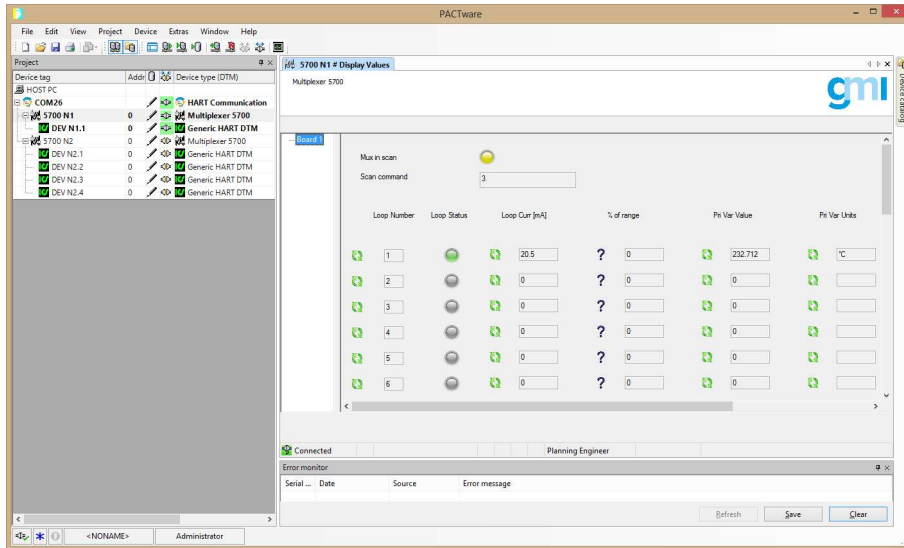 PACTware
File Edit View Project Device Extras Window Help
Project
Device tag Addr Device type (DTM)
HOST PC
COM26 HART Communication
5700 N1 0 Multiplexer 5700
DEV N1.1 0 Generic HART DTM
5700 N2 0 Multiplexer 5700
DEV N2.1 0 Generic HART DTM
DEV N2.2 0 Generic HART DTM
DEV N2.3 0 Generic HART DTM
DEV N2.4 0 Generic HART DTM
5700 N1 # Display Values
Multiplexer 5700
gmi
Device catalog
Board 1
Mux in scan
Scan command 3
Loop Number Loop Status Loop Curr [mA] % of range Pri Var Value Pri Var Units
1 20.5 ? 0 232.712 °C
2 0 ? 0 0
3 0 ? 0 0
4 0 ? 0 0
5 0 ? 0 0
6 0 ? 0 0
Connected Planning Engineer
Error monitor
Serial ... Date Source Error message
Refresh Save Clear
<NONAME> Administrator